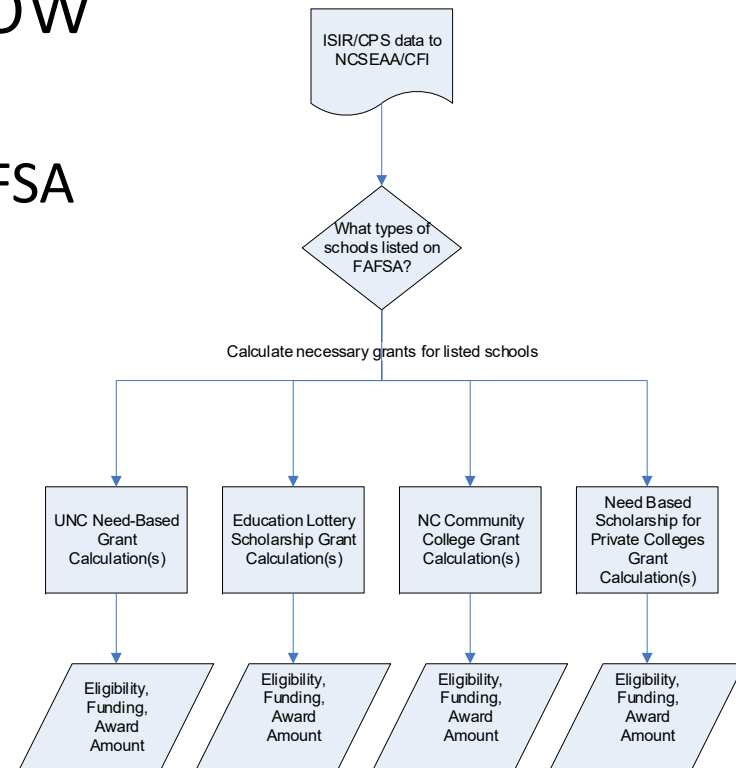 OW
FSA
ISIR/CPS data to
NCSEAA/CFI
What types of
schools listed on
FAFSA?
Calculate necessary grants for listed schools
UNC Need-Based
Grant
Calculation(s)
Education Lottery
Scholarship Grant
Calculation(s)
NC Community
College Grant
Calculation(s)
Need Based
Scholarship for
Private Colleges
Grant
Calculation(s)
Eligibility,
Funding,
Award
Amount
Eligibility,
Funding,
Award
Amount
Eligibility,
Funding,
Award
Amount
Eligibility,
Funding,
Award
Amount